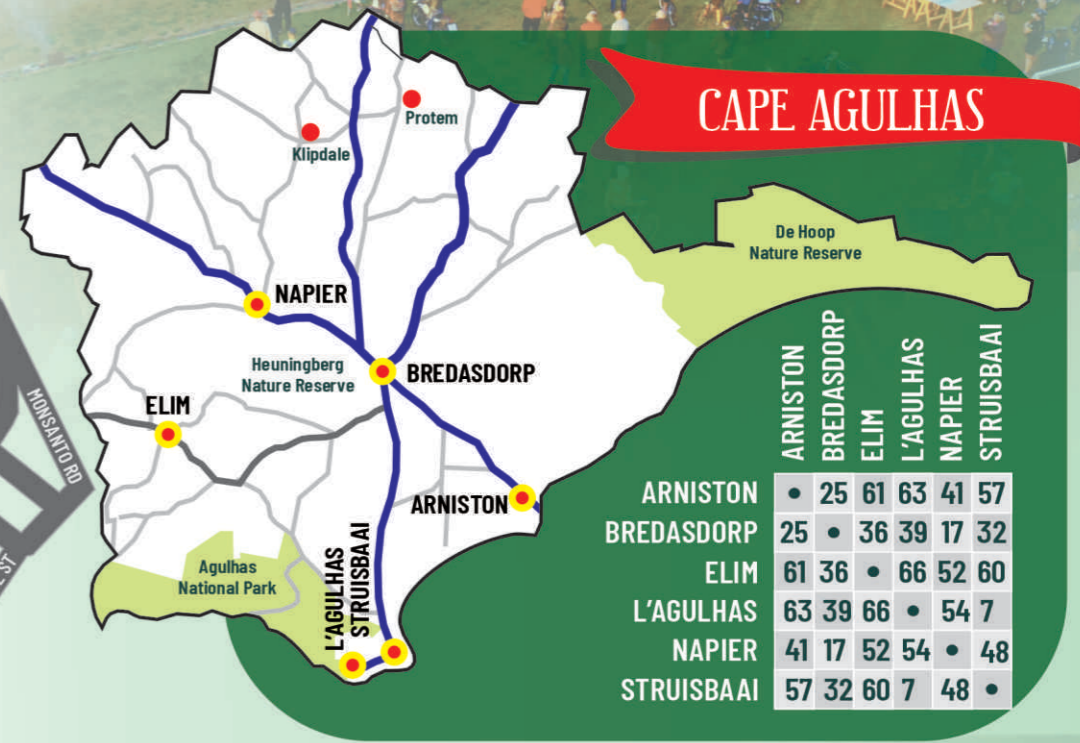 CAPE AGULHAS
Protem
Klipdale
De Hoop
Nature Reserve
NAPIER
Heuningberg
Nature Reserve
BREDASDORP
ELIM
MONSANTO RD
ARNISTON
Agulhas
National Park
L'AGULHAS
STRUISBAAI
ST
ARNISTON BREDASDORP ELIM L'AGULHAS NAPIER STRUISBAAI
ARNISTON • 25 61 63 41 57
BREDASDORP 25 • 36 39 17 32
ELIM 61 36 • 66 52 60
L'AGULHAS 63 39 66 • 54 7
NAPIER 41 17 52 54 • 48
STRUISBAAI 57 32 60 7 48 •